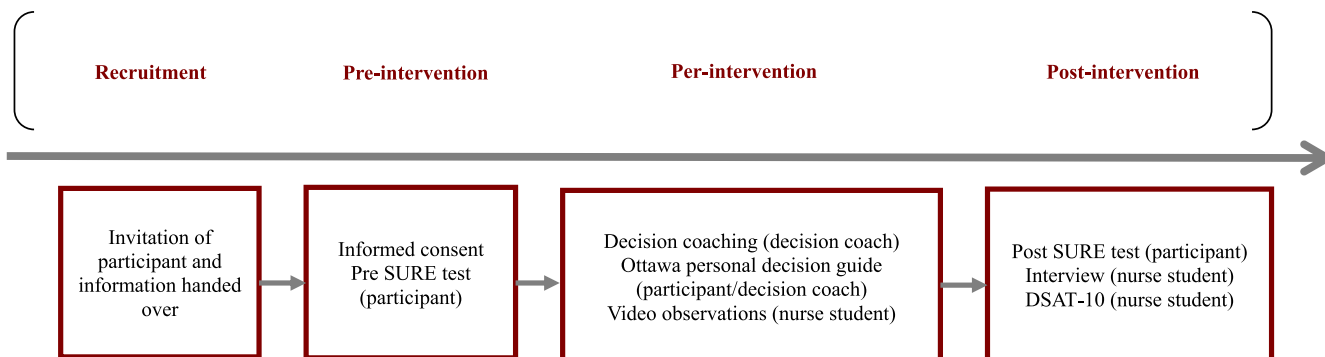 Recruitment
Pre-intervention
Per-intervention
Post-intervention
Invitation of
participant and
information handed
over
Informed consent
Pre SURE test
(participant)
Decision coaching (decision coach)
Ottawa personal decision guide
(participant/decision coach)
Video observations (nurse student)
Post SURE test (participant)
Interview (nurse student)
DSAT-10 (nurse student)